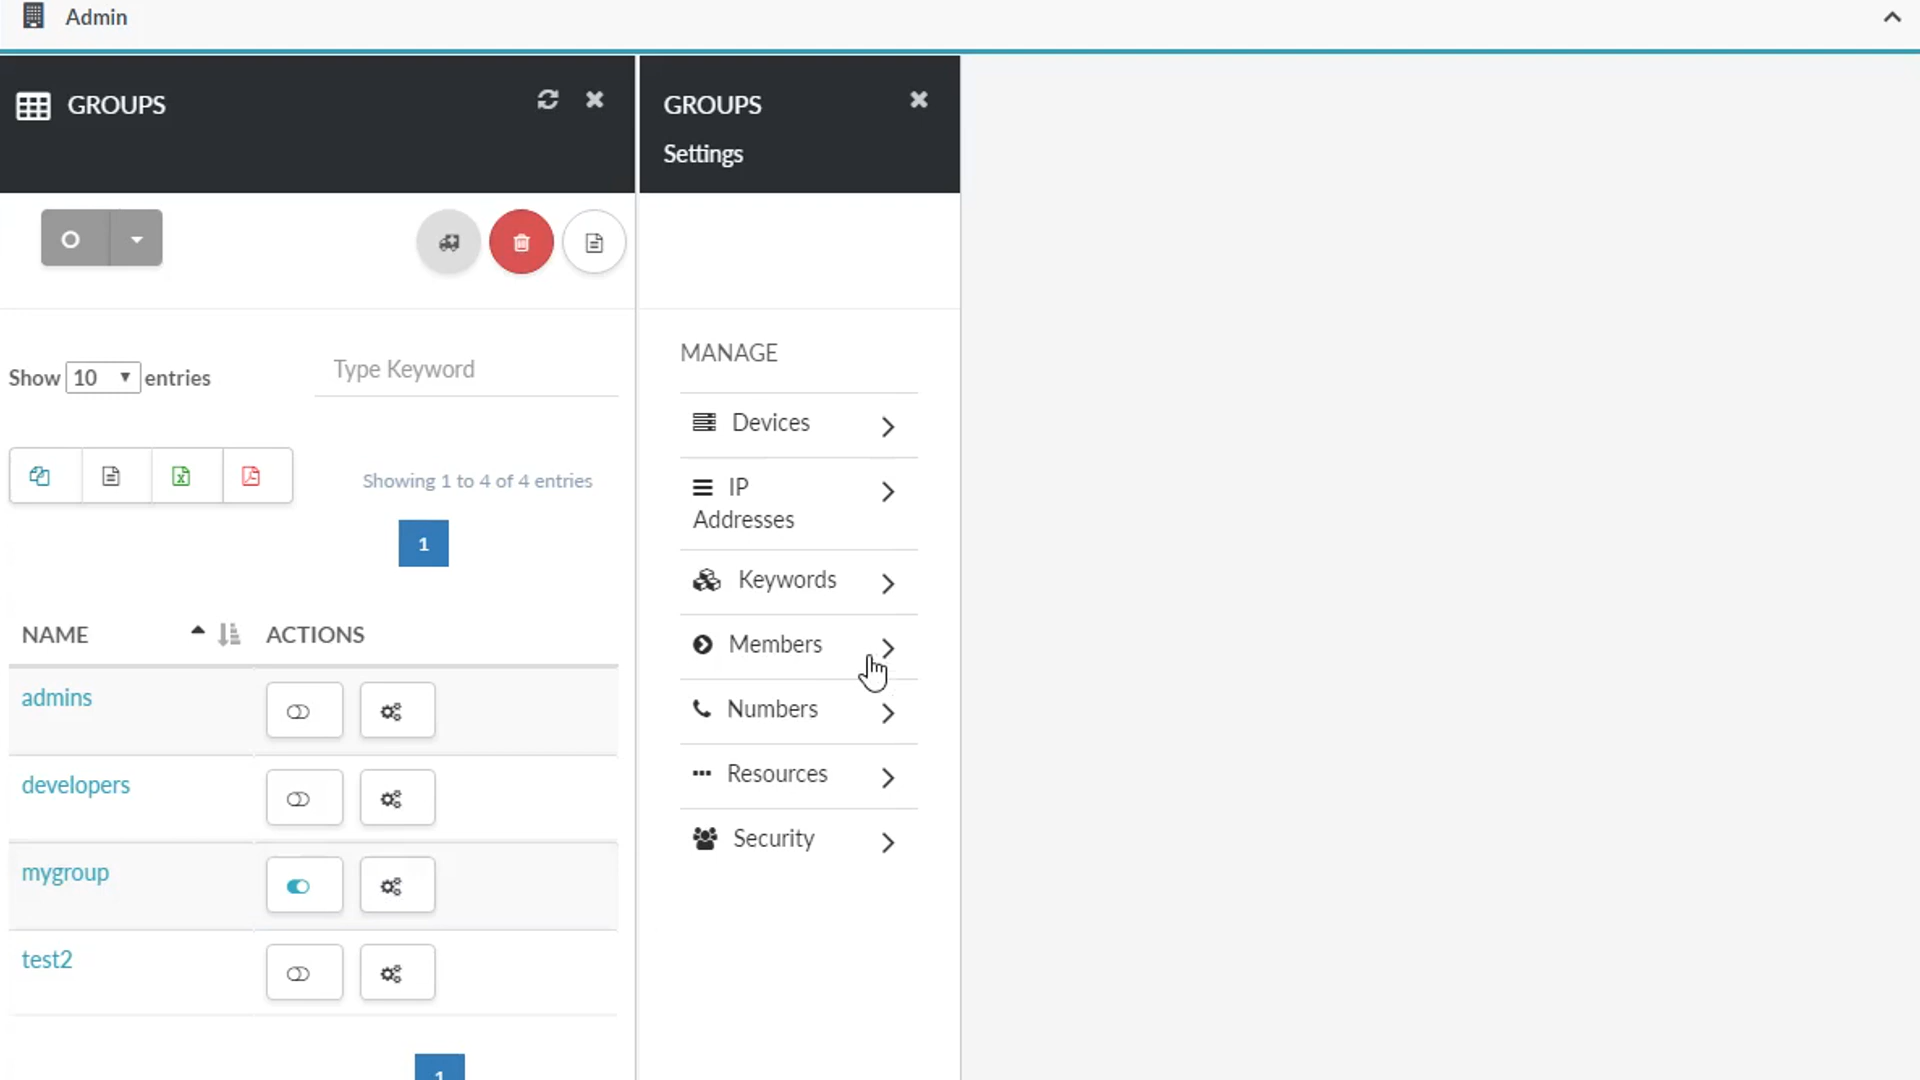 Admin
GROUPS
GROUPS
Settings
Show 10 entries
Type Keyword
Showing 1 to 4 of 4 entries
1
NAME ACTIONS
admins
developers
mygroup
test2
1
MANAGE
Devices
IP
Addresses
Keywords
Members
Numbers
Resources
Security